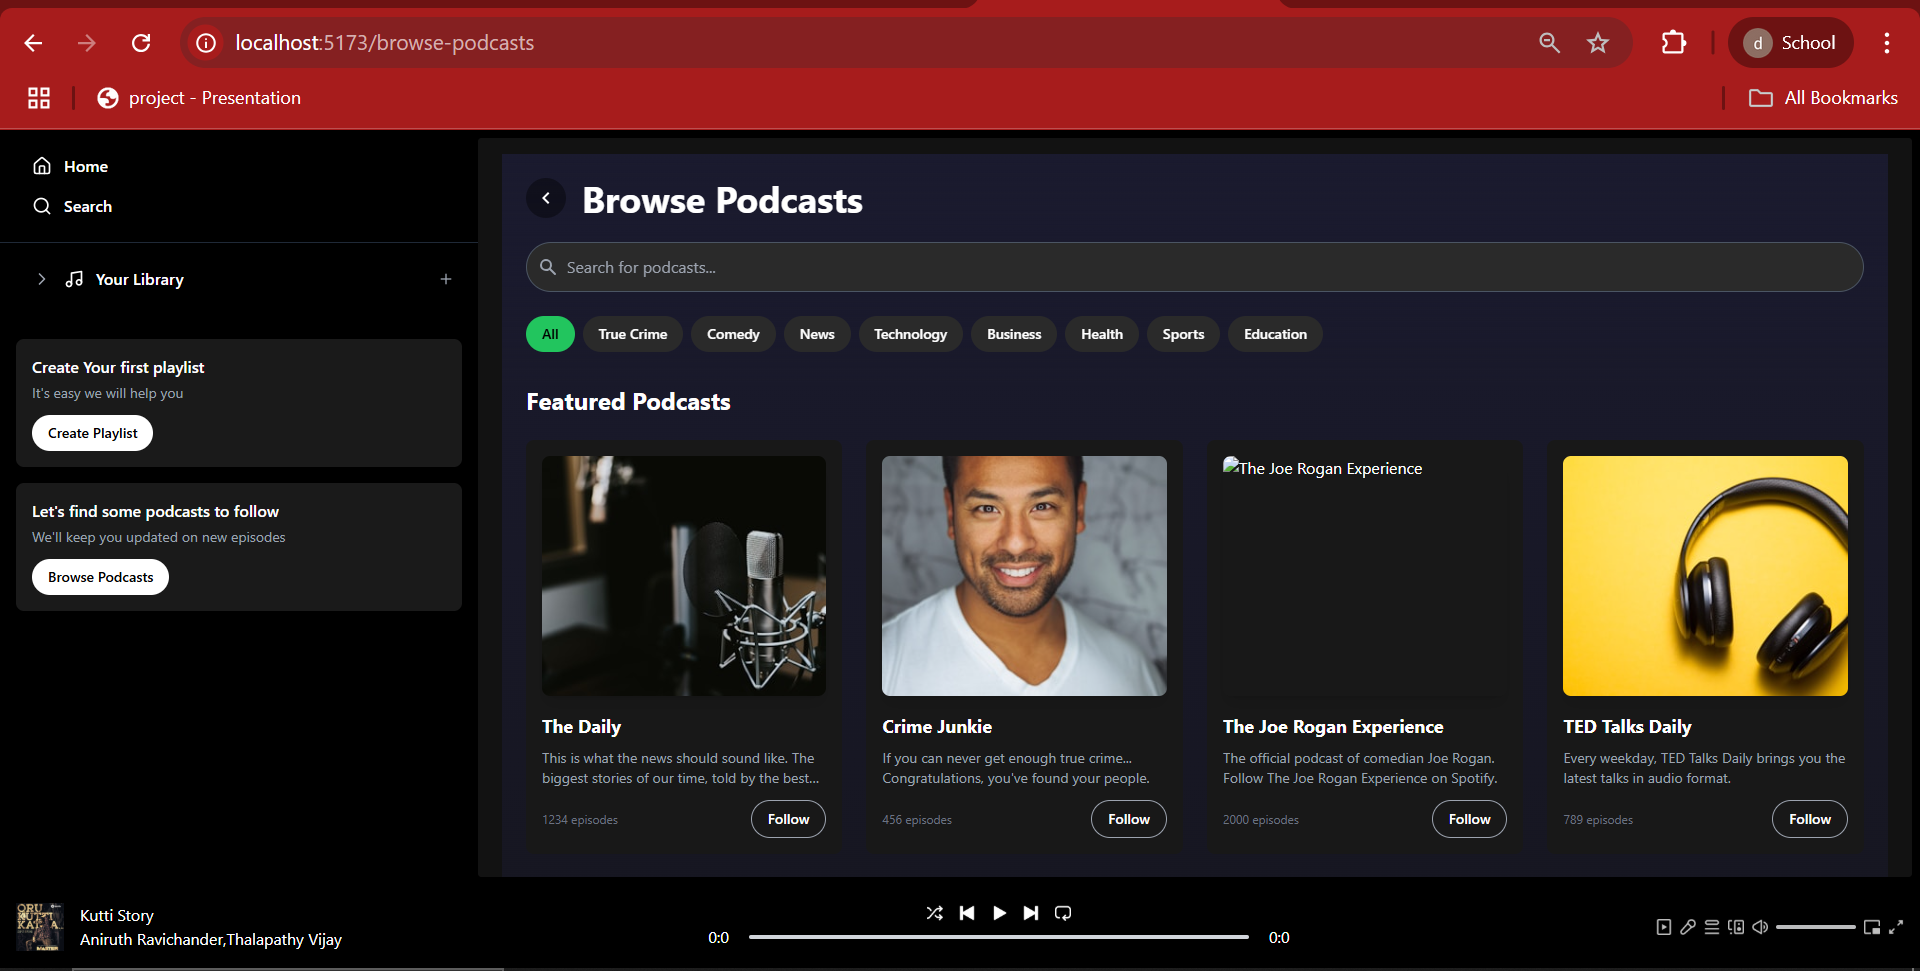 localhost:5173/browse-podcasts
d School
project - Presentation
All Bookmarks
Home
Search
Your Library
Create Your first playlist
It's easy we will help you
Create Playlist
Let's find some podcasts to follow
We'll keep you updated on new episodes
Browse Podcasts
Browse Podcasts
Search for podcasts...
All True Crime Comedy News Technology Business Health Sports Education
Featured Podcasts
The Daily
This is what the news should sound like. The
biggest stories of our time, told by the best...
1234 episodes Follow
Crime Junkie
If you can never get enough true crime...
Congratulations, you've found your people.
456 episodes Follow
The Joe Rogan Experience
The Joe Rogan Experience
The official podcast of comedian Joe Rogan.
Follow The Joe Rogan Experience on Spotify.
2000 episodes Follow
TED Talks Daily
Every weekday, TED Talks Daily brings you the
latest talks in audio format.
789 episodes Follow
ORU
KUTTI
Kutti Story
Aniruth Ravichander,Thalapathy Vijay
0:0 0:0